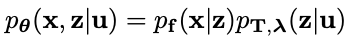 p_θ(x, z|u) = p_f(x|z)p_{T,λ}(z|u)